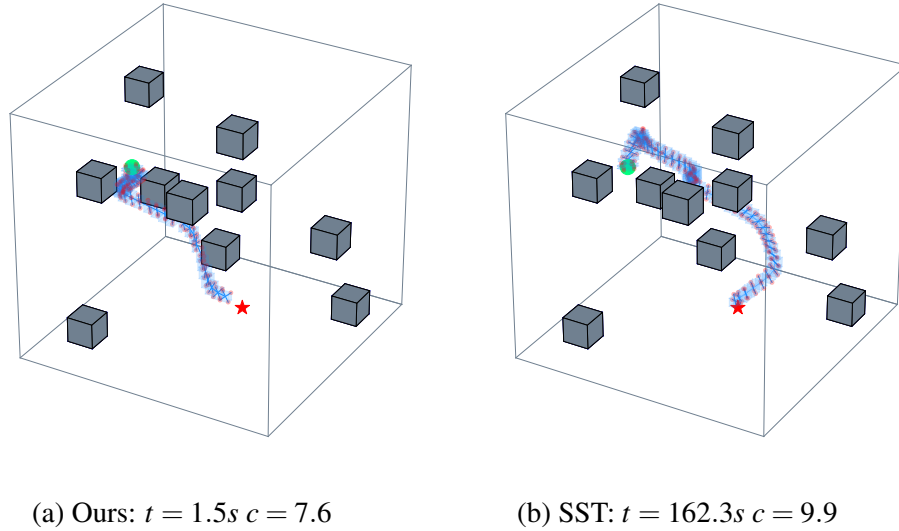 (a) Ours: t = 1.5s c = 7.6
(b) SST: t = 162.3s c = 9.9